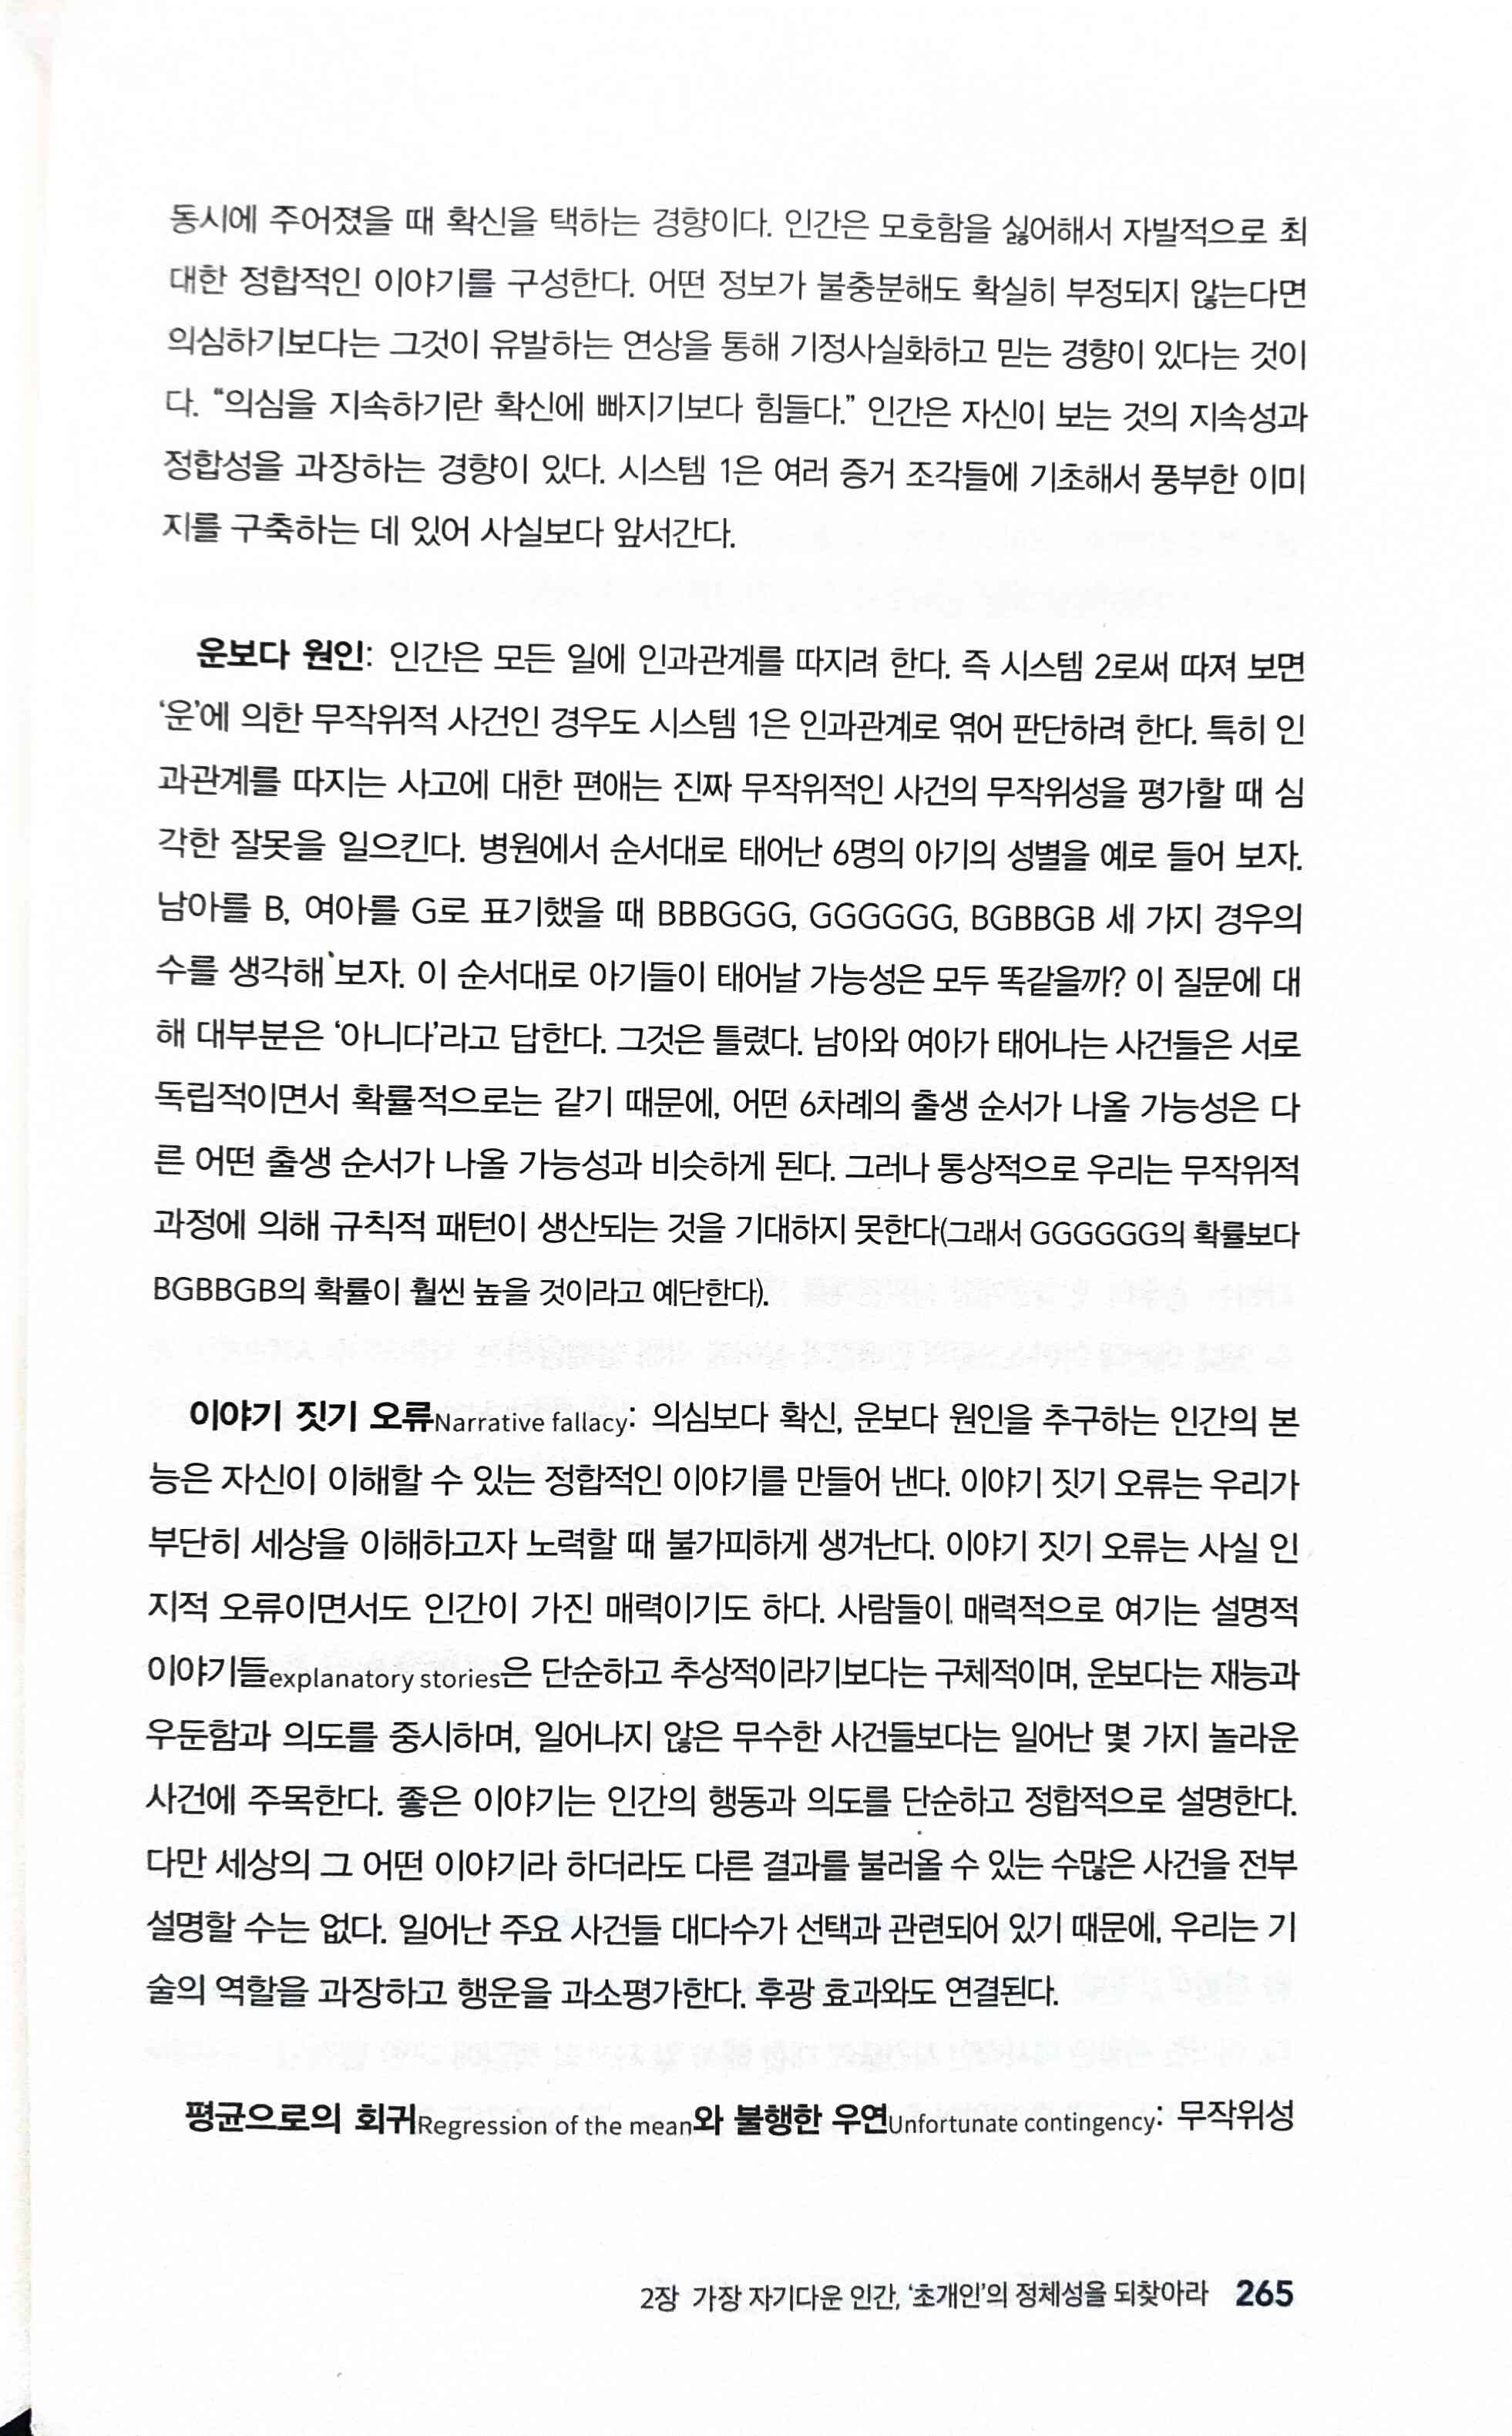 동시에 주어졌을 때 확신을 택하는 경향이다. 인간은 모호함을 싫어해서 자발적으로 최
대한 정합적인 이야기를 구성한다. 어떤 정보가 불충분해도 확실히 부정되지 않는다면
의심하기보다는 그것이 유발하는 연상을 통해 기정사실화하고 믿는 경향이 있다는 것이
다. “의심을 지속하기란 확신에 빠지기보다 힘들다.” 인간은 자신이 보는 것의 지속성과
정합성을 과장하는 경향이 있다. 시스템 1은 여러 증거 조각들에 기초해서 풍부한 이미
지를 구축하는 데 있어 사실보다 앞서간다.
운보다 원인: 인간은 모든 일에 인과관계를 따지려 한다. 즉 시스템 2로써 따져 보면
‘운’에 의한 무작위적 사건인 경우도 시스템 1은 인과관계로 엮어 판단하려 한다. 특히 인
과관계를 따지는 사고에 대한 편애는 진짜 무작위적인 사건의 무작위성을 평가할 때 심
각한 잘못을 일으킨다. 병원에서 순서대로 태어난 6명의 아기의 성별을 예로 들어 보자.
남아를 B, 여아를 G로 표기했을 때 BBBGGG, GGGGGG, BGBBGB 세 가지 경우의
수를 생각해 보자. 이 순서대로 아기들이 태어날 가능성은 모두 똑같을까? 이 질문에 대
해 대부분은 ‘아니다’라고 답한다. 그것은 틀렸다. 남아와 여아가 태어나는 사건들은 서로
독립적이면서 확률적으로는 같기 때문에, 어떤 6차례의 출생 순서가 나올 가능성은 다
른 어떤 출생 순서가 나올 가능성과 비슷하게 된다. 그러나 통상적으로 우리는 무작위적
과정에 의해 규칙적 패턴이 생산되는 것을 기대하지 못한다(그래서 GGGGGG의 확률보다
BGBBGB의 확률이 훨씬 높을 것이라고 예단한다).
이야기 짓기 오류Narrative fallacy: 의심보다 확신, 운보다 원인을 추구하는 인간의 본
능은 자신이 이해할 수 있는 정합적인 이야기를 만들어 낸다. 이야기 짓기 오류는 우리가
부단히 세상을 이해하고자 노력할 때 불가피하게 생겨난다. 이야기 짓기 오류는 사실 인
지적 오류이면서도 인간이 가진 매력이기도 하다. 사람들이 매력적으로 여기는 설명적
이야기들explanatory stories은 단순하고 추상적이라기보다는 구체적이며, 운보다는 재능과
우둔함과 의도를 중시하며, 일어나지 않은 무수한 사건들보다는 일어난 몇 가지 놀라운
사건에 주목한다. 좋은 이야기는 인간의 행동과 의도를 단순하고 정합적으로 설명한다.
다만 세상의 그 어떤 이야기라 하더라도 다른 결과를 불러올 수 있는 수많은 사건을 전부
설명할 수는 없다. 일어난 주요 사건들 대다수가 선택과 관련되어 있기 때문에, 우리는 기
술의 역할을 과장하고 행운을 과소평가한다. 후광 효과와도 연결된다.
평균으로의 회귀Regression of the mean와 불행한 우연Unfortunate contingency: 무작위성
2장 가장 자기다운 인간, ‘초개인’의 정체성을 되찾아라 265